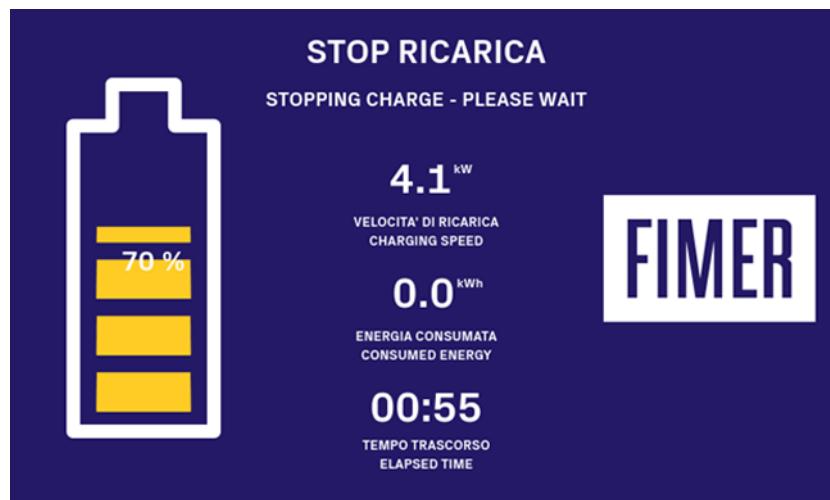 STOP RICARICA
STOPPING CHARGE - PLEASE WAIT
70 %
4.1 kW
VELOCITA' DI RICARICA
CHARGING SPEED
0.0 kWh
ENERGIA CONSUMATA
CONSUMED ENERGY
00:55
TEMPO TRASCORSO
ELAPSED TIME
FIMER